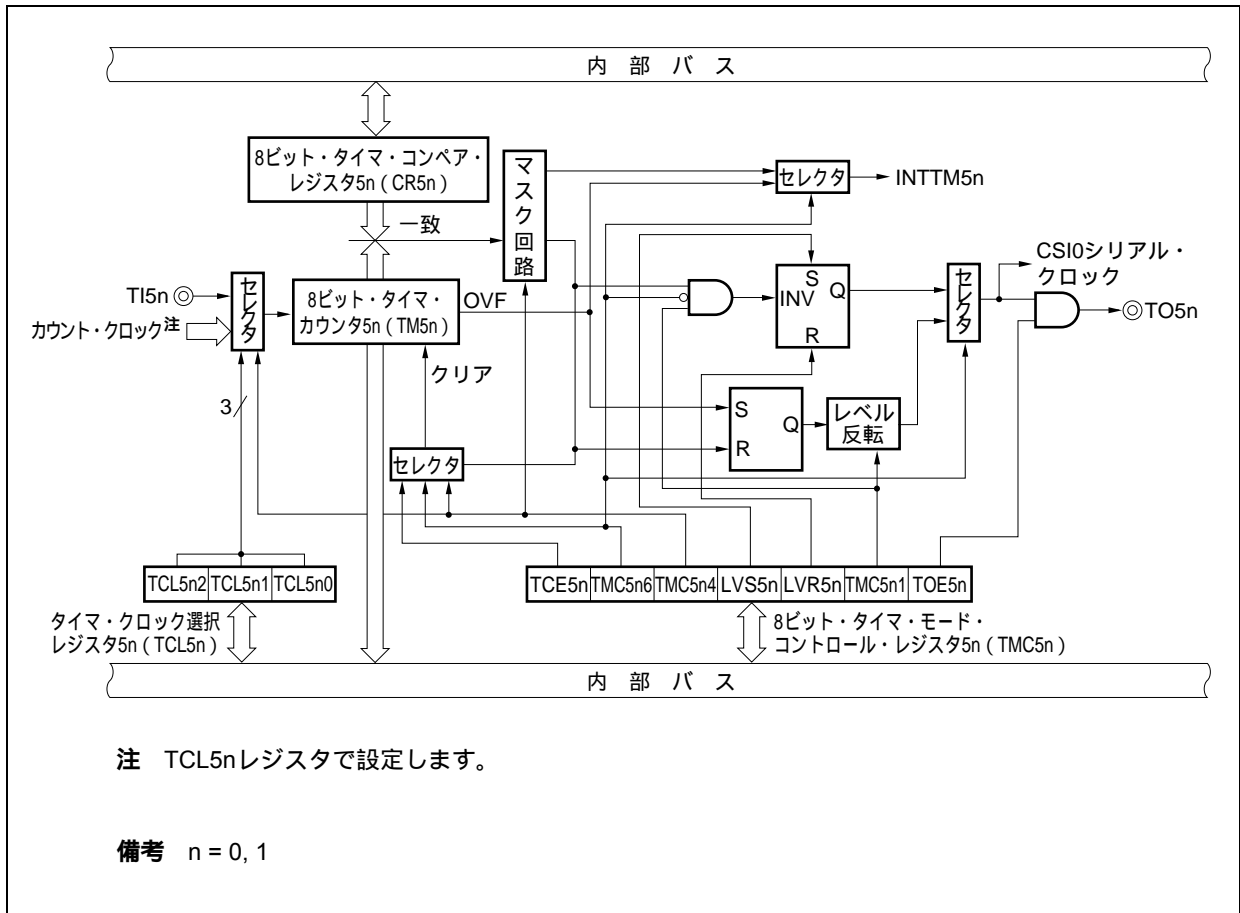 内 部 バ ス
8ビット・タイマ・コンペア・
レジスタ5n（CR5n）
マスク回路
セレクタ
INTTM5n
一致
CSI0シリアル・
クロック
TI5n
セレクタ
8ビット・タイマ・
カウンタ5n（TM5n）
OVF
S
INV
Q
R
セレクタ
TO5n
カウント・クロック注
クリア
3
S
R
Q
レベル
反転
セレクタ
TCL5n2 TCL5n1 TCL5n0
TCE5n TMC5n6 TMC5n4 LVS5n LVR5n TMC5n1 TOE5n
タイマ・クロック選択
レジスタ5n（TCL5n）
8ビット・タイマ・モード・
コントロール・レジスタ5n（TMC5n）
内 部 バ ス
注 TCL5nレジスタで設定します。
備考 n = 0, 1